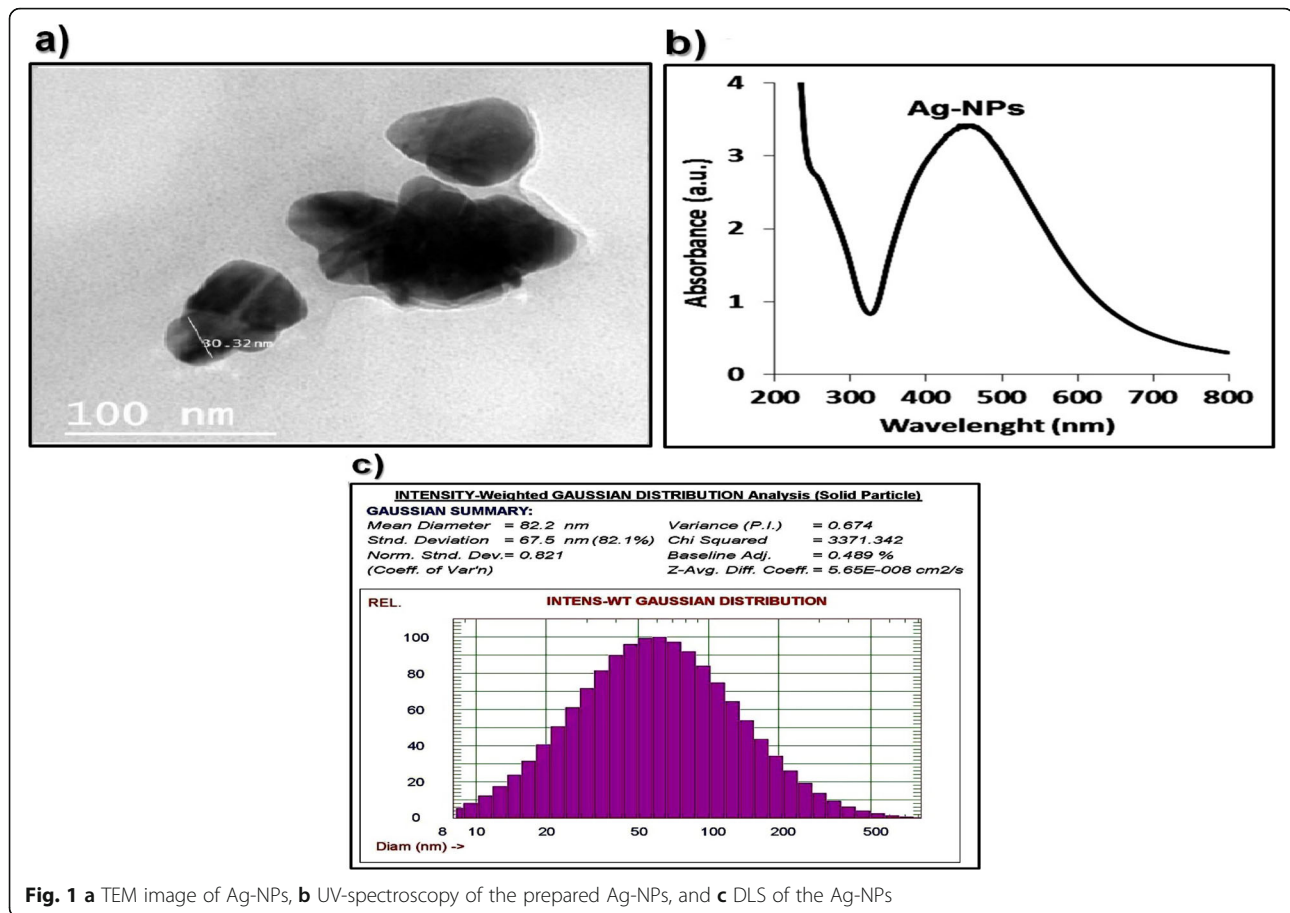 a)
30.32nm
100 nm
b)
Ag-NPs
Absorbance (a.u.)
4
3
2
1
0
200 300 400 500 600 700 800
Wavelenght (nm)
c)
INTENSITY-Weighted GAUSSIAN DISTRIBUTION Analysis (Solid Particle)
GAUSSIAN SUMMARY:
Mean Diameter = 82.2 nm Variance (P.I.) = 0.674
Stnd. Deviation = 67.5 nm (82.1%) Chi Squared = 3371.342
Norm. Stnd. Dev.= 0.821 Baseline Adj. = 0.489 %
(Coeff. of Var'n) Z-Avg. Diff. Coeff. = 5.65E-008 cm2/s
REL. INTENS-WT GAUSSIAN DISTRIBUTION
100
80
60
40
20
0
8 10 20 50 100 200 500
Diam (nm) ->
Fig. 1 a TEM image of Ag-NPs, b UV-spectroscopy of the prepared Ag-NPs, and c DLS of the Ag-NPs